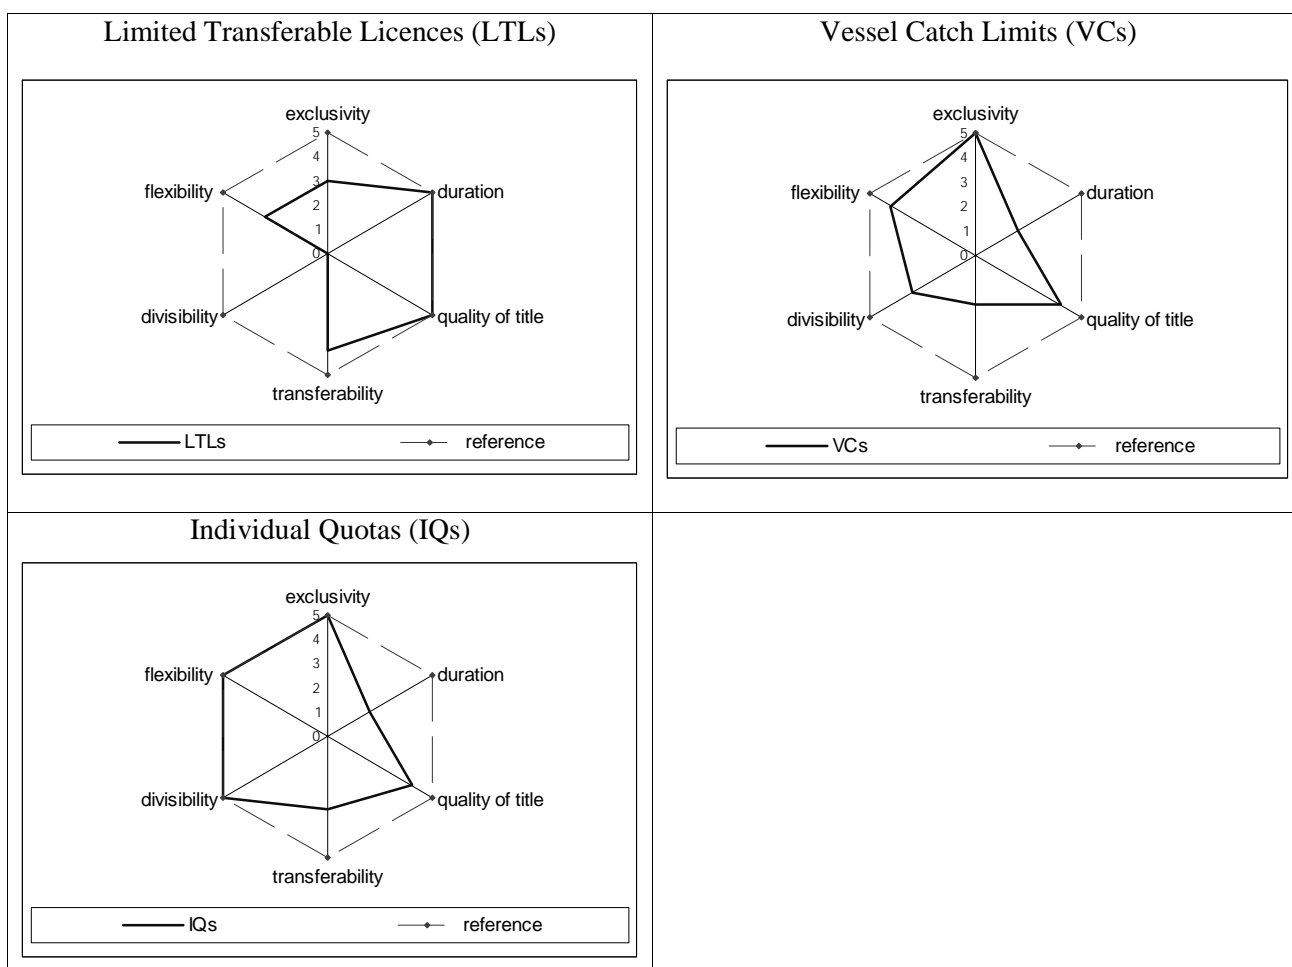 Limited Transferable Licences (LTLs)
exclusivity
5
4
3
2
1
0
flexibility
duration
divisibility
quality of title
transferability
LTLs
reference
Vessel Catch Limits (VCs)
exclusivity
5
4
3
2
1
0
flexibility
duration
divisibility
quality of title
transferability
VCs
reference
Individual Quotas (IQs)
exclusivity
5
4
3
2
1
0
flexibility
duration
divisibility
quality of title
transferability
IQs
reference